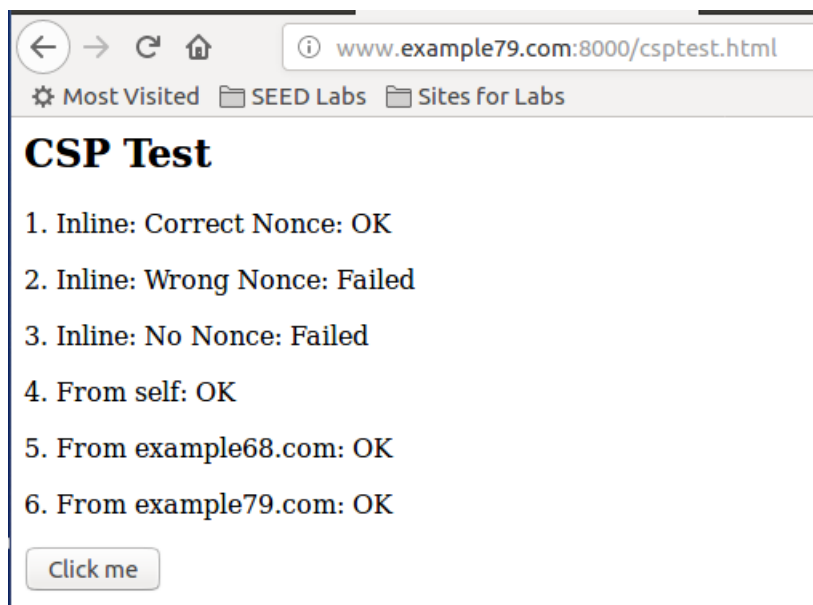 www.example79.com:8000/csptest.html
Most Visited SEED Labs Sites for Labs
CSP Test
1. Inline: Correct Nonce: OK
2. Inline: Wrong Nonce: Failed
3. Inline: No Nonce: Failed
4. From self: OK
5. From example68.com: OK
6. From example79.com: OK
Click me